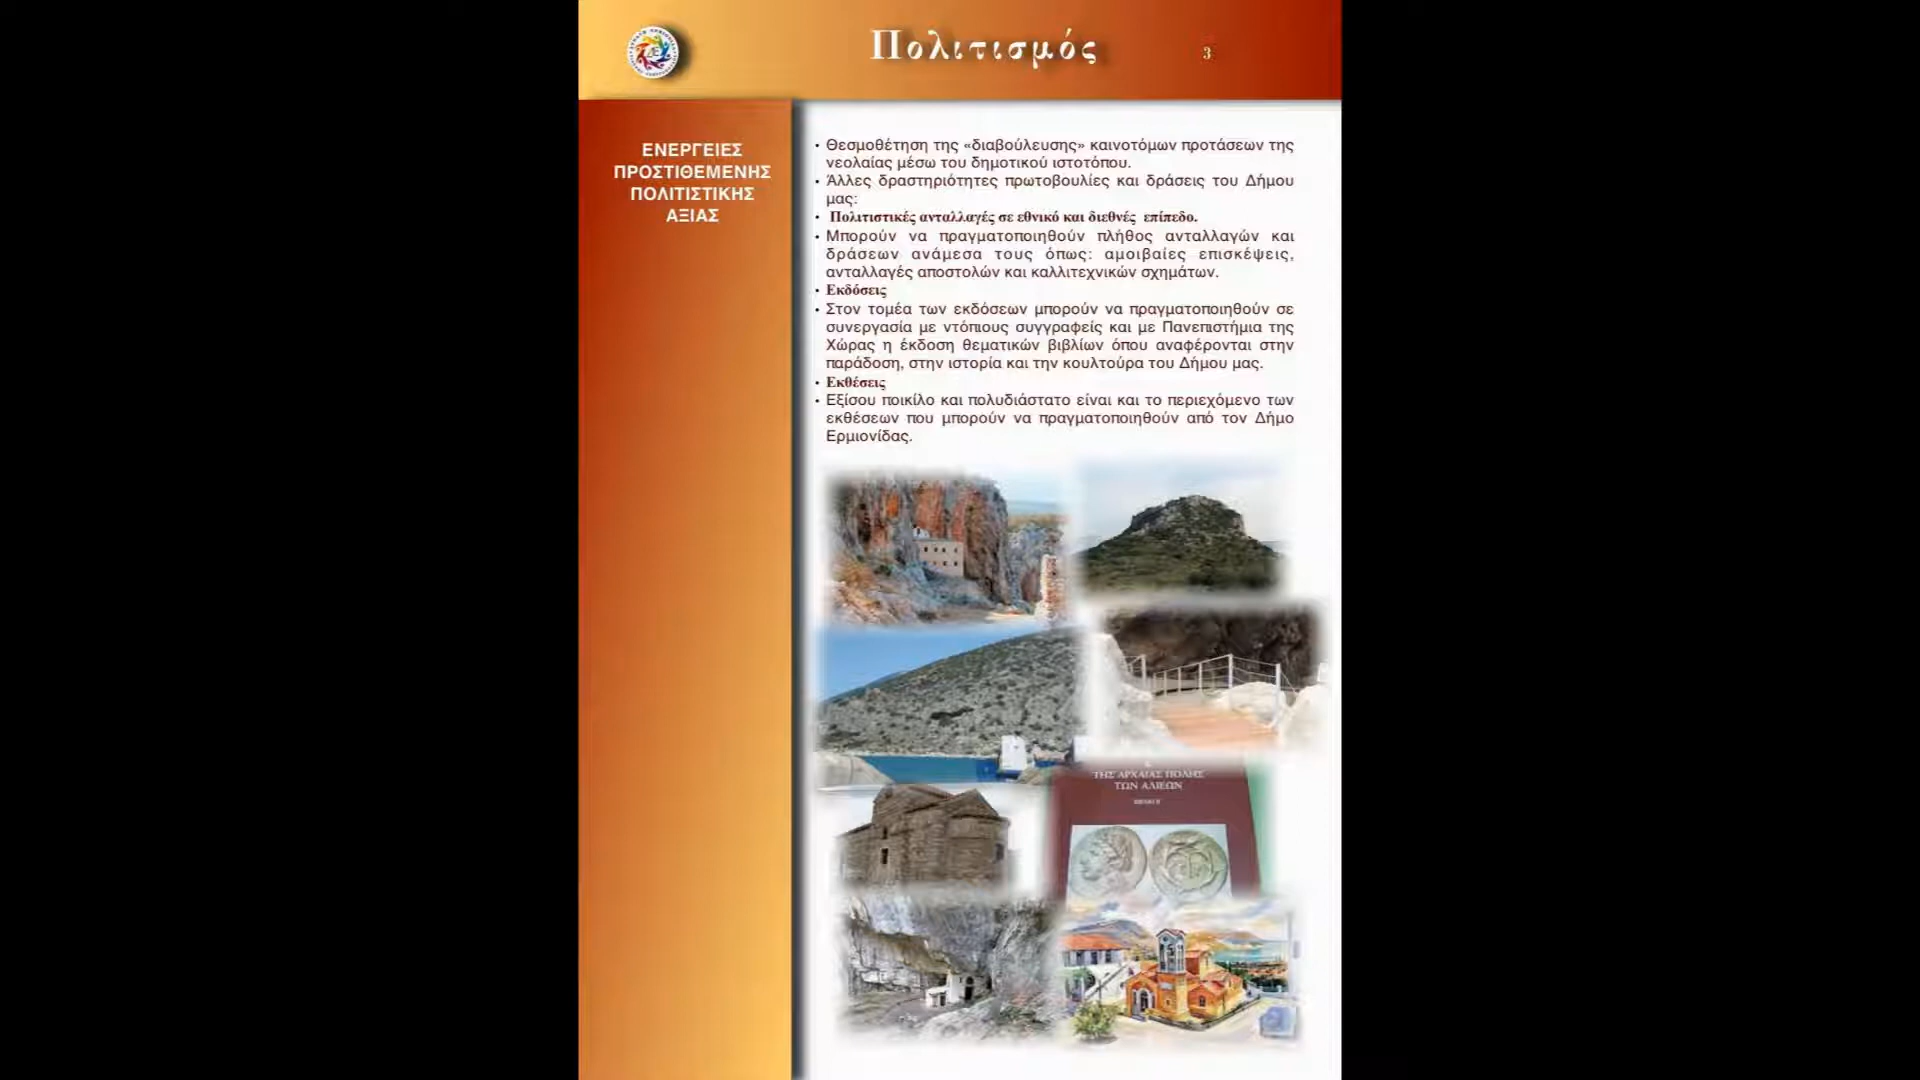 Πολιτισμός
3
ΕΝΕΡΓΕΙΕΣ
ΠΡΟΣΤΙΘΕΜΕΝΗΣ
ΠΟΛΙΤΙΣΤΙΚΗΣ
ΑΞΙΑΣ
• Θεσμοθέτηση της «διαβούλευσης» καινοτόμων προτάσεων της
νεολαίας μέσω του δημοτικού ιστοτόπου.
• Άλλες δραστηριότητες πρωτοβουλίες και δράσεις του Δήμου
μας:
• Πολιτιστικές ανταλλαγές σε εθνικό και διεθνές επίπεδο.
• Μπορούν να πραγματοποιηθούν πλήθος ανταλλαγών και
δράσεων ανάμεσα τους όπως: αμοιβαίες επισκέψεις,
ανταλλαγές αποστολών και καλλιτεχνικών σχημάτων.
• Εκδόσεις
• Στον τομέα των εκδόσεων μπορούν να πραγματοποιηθούν σε
συνεργασία με ντόπιους συγγραφείς και με Πανεπιστήμια της
Χώρας η έκδοση θεματικών βιβλίων όπου αναφέρονται στην
παράδοση, στην ιστορία και την κουλτούρα του Δήμου μας.
• Εκθέσεις
• Εξίσου ποικίλο και πολυδιάστατο είναι και το περιεχόμενο των
εκθέσεων που μπορούν να πραγματοποιηθούν από τον Δήμο
Ερμιονίδας.
ΤΗΣ ΑΡΧΑΙΑΣ ΠΟΛΗΣ
ΤΩΝ ΑΛΙΕΩΝ